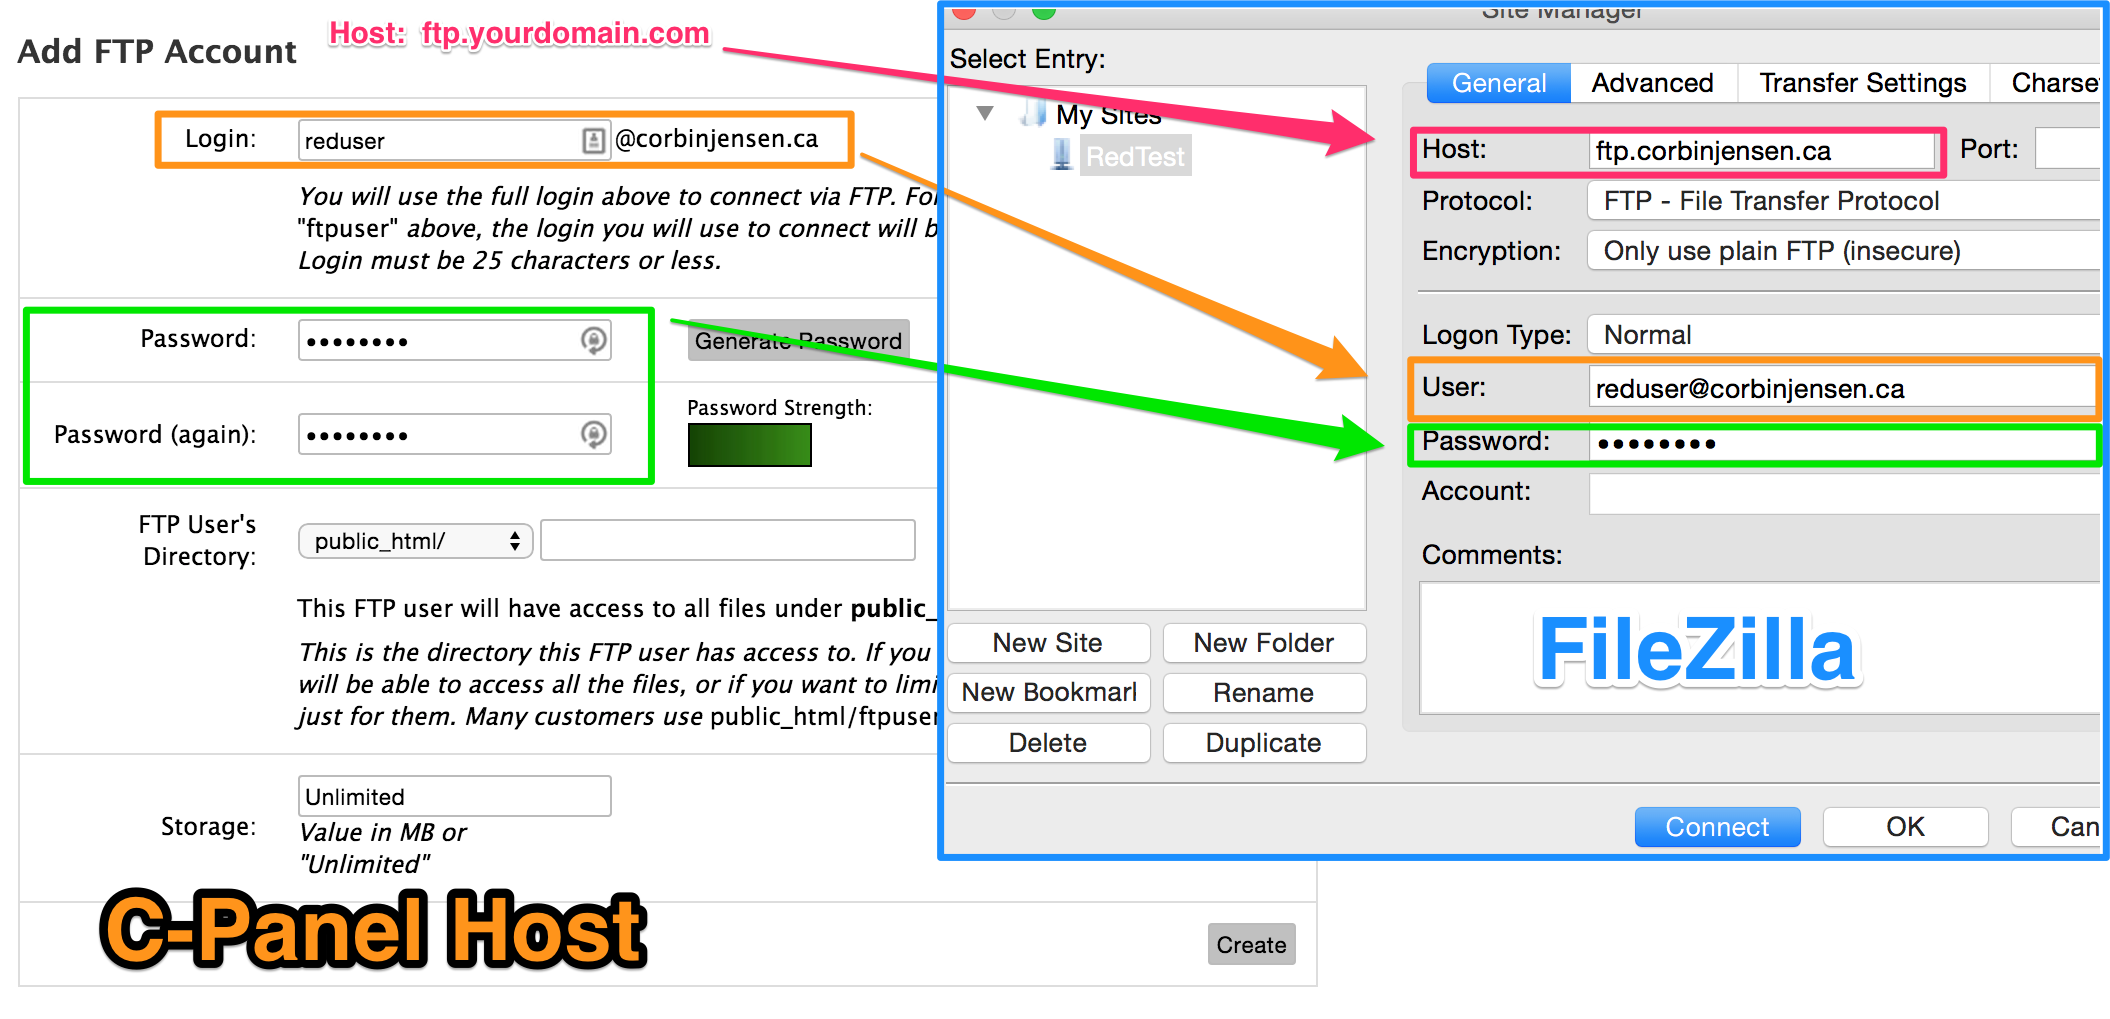 Host: ftp.yourdomain.com
Add FTP Account
Login: reduser @corbinjensen.ca
You will use the full login above to connect via FTP. For
"ftpuser" above, the login you will use to connect will b
Login must be 25 characters or less.
Password: ••••••••
Generate Password
Password (again): ••••••••
Password Strength:
FTP User's
Directory:
public_html/
This FTP user will have access to all files under public_
This is the directory this FTP user has access to. If you
will be able to access all the files, or if you want to limi
just for them. Many customers use public_html/ftpuser
Storage: Unlimited
Value in MB or
"Unlimited"
C-Panel Host
Create
Site Manager
Select Entry:
My Sites
RedTest
New Site
New Folder
New Bookmark
Rename
Delete
Duplicate
General
Advanced
Transfer Settings
Charse
Host: ftp.corbinjensen.ca Port:
Protocol: FTP - File Transfer Protocol
Encryption: Only use plain FTP (insecure)
Logon Type: Normal
User: reduser@corbinjensen.ca
Password: ••••••••
Account:
Comments:
FileZilla
Connect
OK
Can